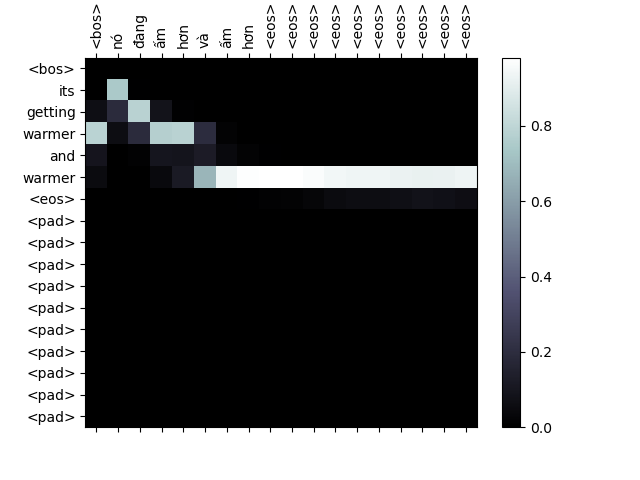 <bos> nó đang ấm hơn và ấm hơn <eos> <eos> <eos> <eos> <eos> <eos> <eos> <eos> <eos> <eos>
<bos>
its
getting
warmer
and
warmer
<eos>
<pad>
<pad>
<pad>
<pad>
<pad>
<pad>
<pad>
<pad>
<pad>
<pad>
0.8
0.6
0.4
0.2
0.0